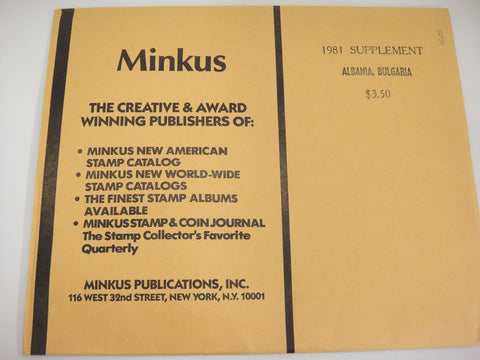 Minkus
THE CREATIVE & AWARD
WINNING PUBLISHERS OF:
• MINKUS NEW AMERICAN
STAMP CATALOG
• MINKUS NEW WORLD-WIDE
STAMP CATALOGS
• THE FINEST STAMP ALBUMS
AVAILABLE
• MINKUS STAMP & COIN JOURNAL
The Stamp Collector's Favorite
Quarterly
MINKUS PUBLICATIONS, INC.
116 WEST 32nd STREET, NEW YORK, N.Y. 10001
1981 SUPPLEMENT
ALBANIA, BULGARIA
$3.50